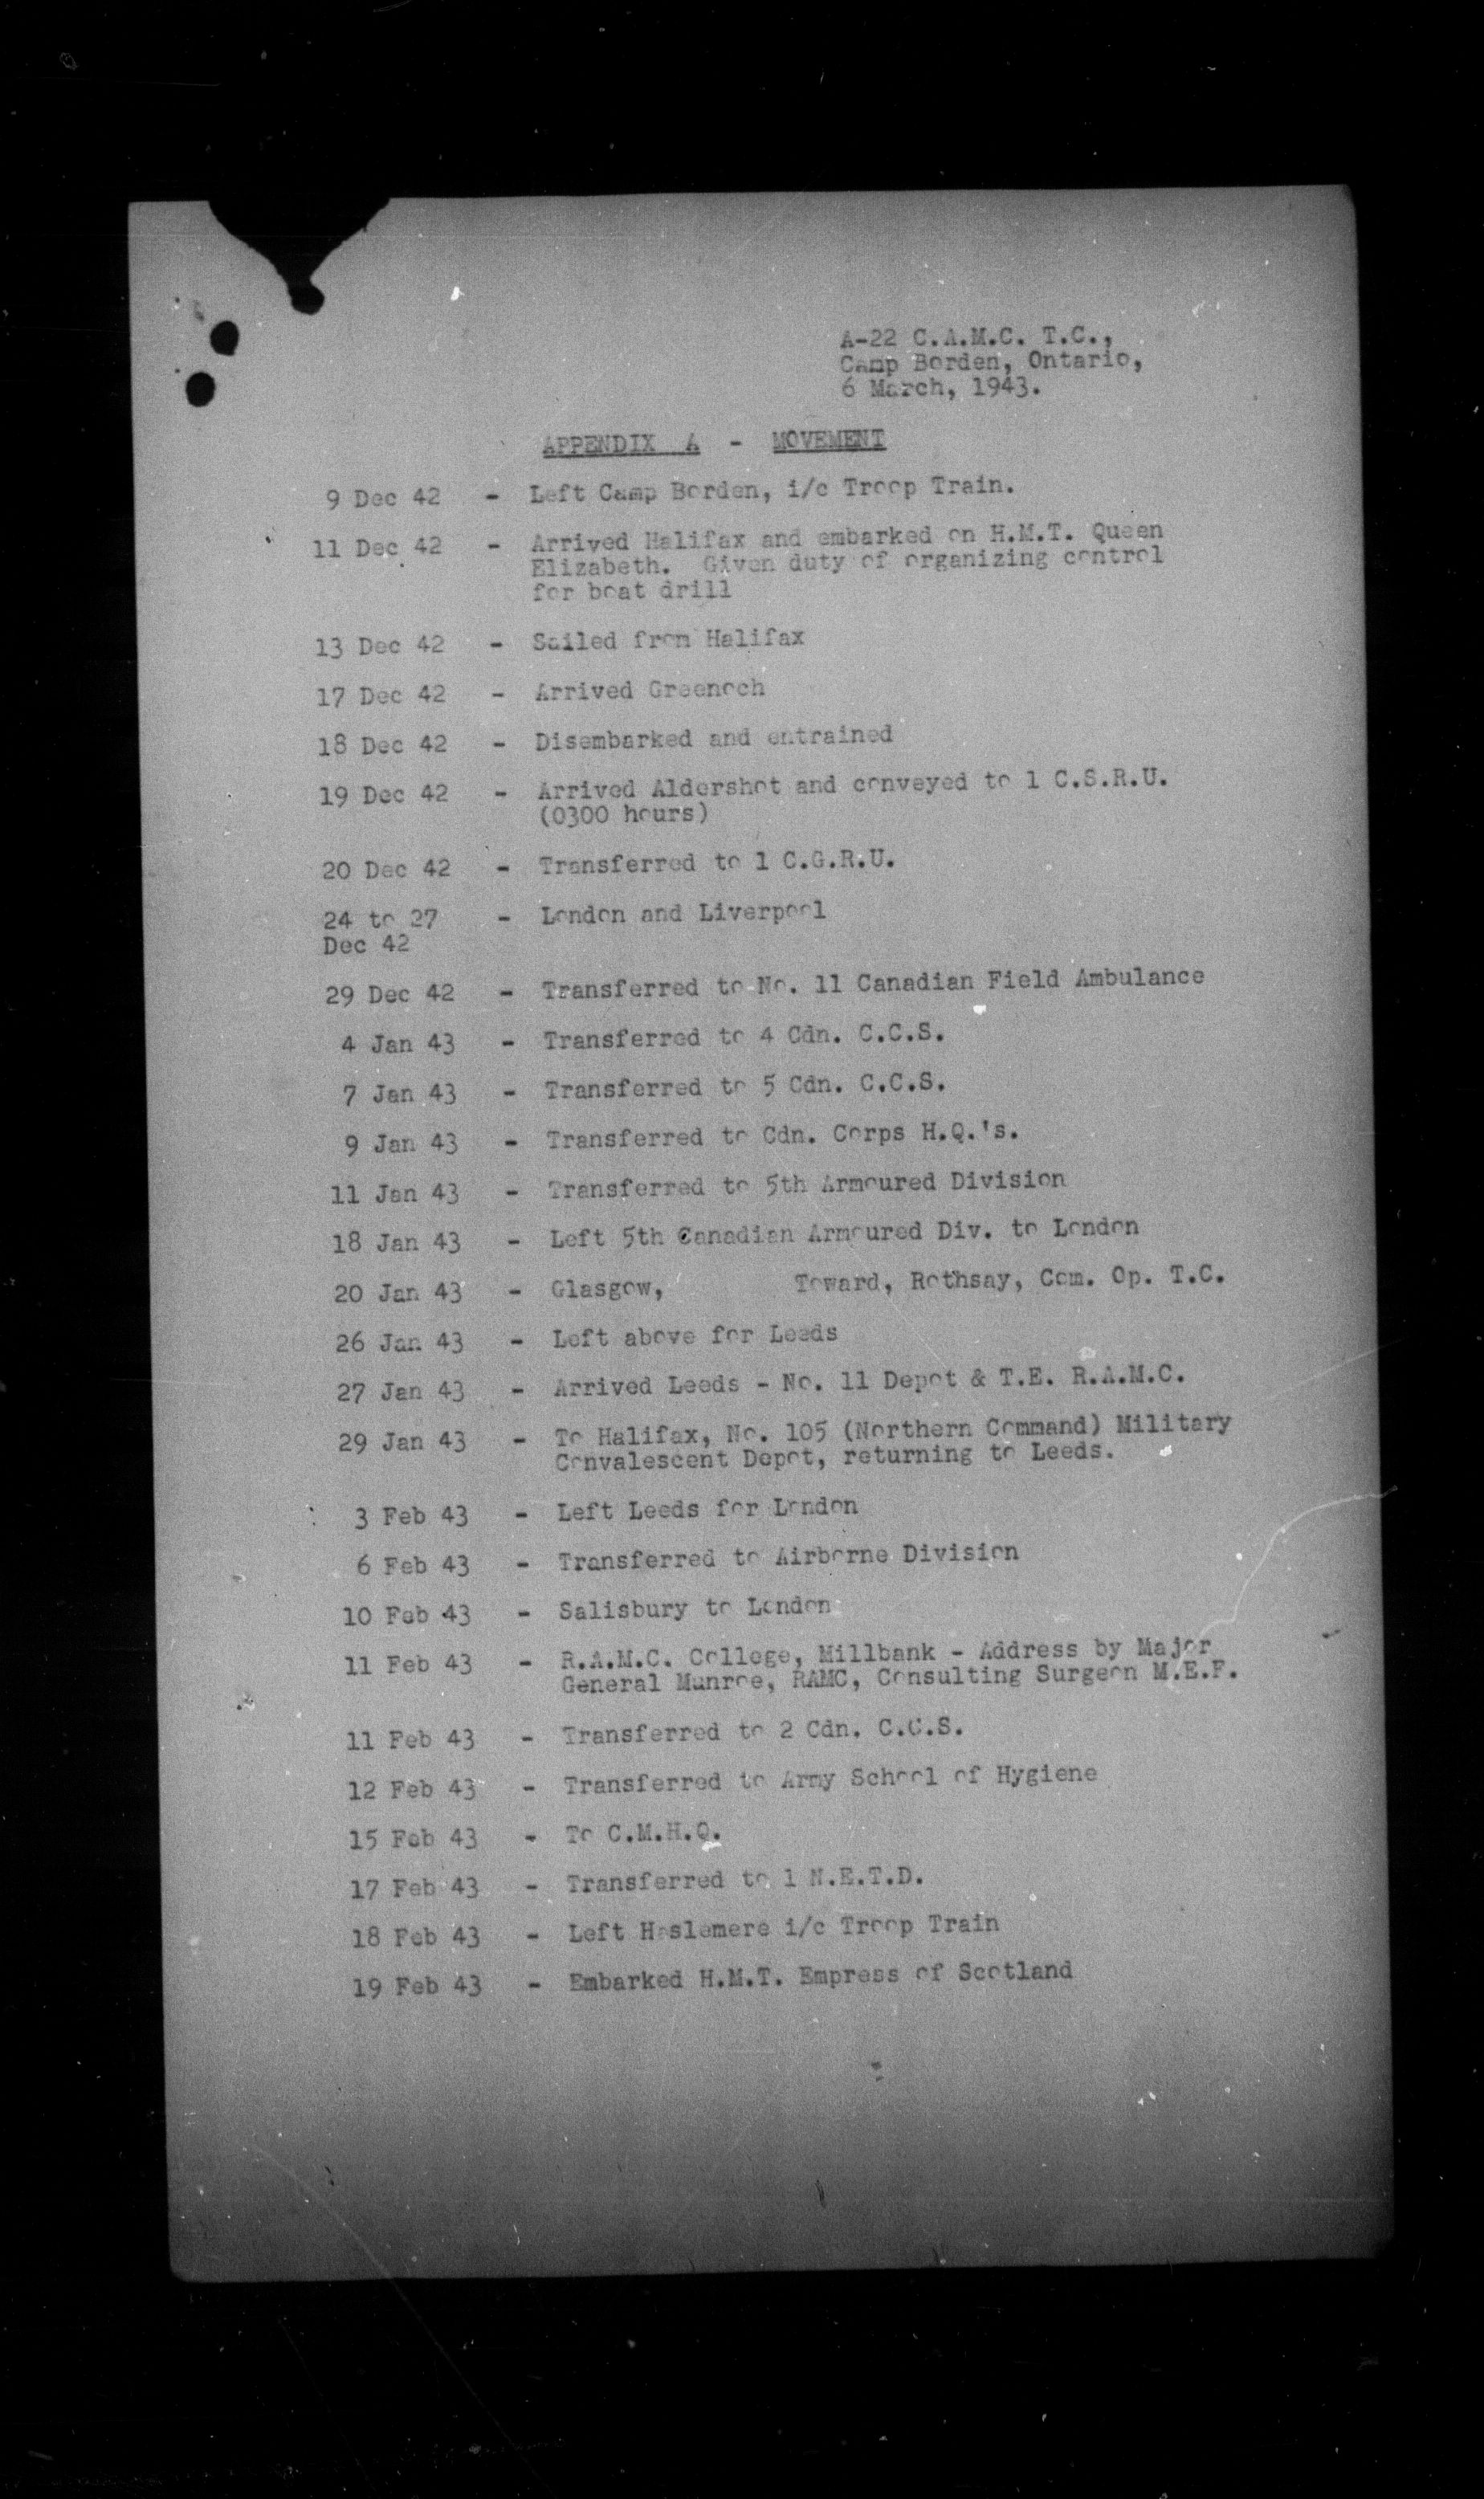 A-22 C.A.M.C. T.C.,
Camp Borden, Ontario,
6 March, 1943.
APPENDIX A - MOVEMENT
9 Dec 42 - Left Camp Borden, i/c Troop Train.
11 Dec 42 - Arrived Halifax and embarked on H.M.T. Queen
Elizabeth. Given duty of organizing control
for boat drill
13 Dec 42 - Sailed from Halifax
17 Dec 42 - Arrived Greenoch
18 Dec 42 - Disembarked and entrained
19 Dec 42 - Arrived Aldershot and conveyed to 1 C.S.R.U.
(0300 hours)
20 Dec 42 - Transferred to 1 C.G.R.U.
24 to 27 - London and Liverpool
Dec 42
29 Dec 42 - Transferred to No. 11 Canadian Field Ambulance
4 Jan 43 - Transferred to 4 Cdn. C.C.S.
7 Jan 43 - Transferred to 5 Cdn. C.C.S.
9 Jan 43 - Transferred to Cdn. Corps H.Q.'s.
11 Jan 43 - Transferred to 5th Armoured Division
18 Jan 43 - Left 5th Canadian Armoured Div. to London
20 Jan 43 - Glasgow, Toward, Rothsay, Com. Op. T.C.
26 Jan 43 - Left above for Leeds
27 Jan 43 - Arrived Leeds - No. 11 Depot & T.E. R.A.M.C.
29 Jan 43 - To Halifax, No. 105 (Northern Command) Military
Convalescent Depot, returning to Leeds.
3 Feb 43 - Left Leeds for London
6 Feb 43 - Transferred to Airborne Division
10 Feb 43 - Salisbury to London
11 Feb 43 - R.A.M.C. College, Millbank - Address by Major
General Munroe, RAMC, Consulting Surgeon M.E.F.
11 Feb 43 - Transferred to 2 Cdn. C.C.S.
12 Feb 43 - Transferred to Army School of Hygiene
15 Feb 43 - To C.M.H.Q.
17 Feb 43 - Transferred to 1 N.E.T.D.
18 Feb 43 - Left Haslemere i/c Troop Train
19 Feb 43 - Embarked H.M.T. Empress of Scotland